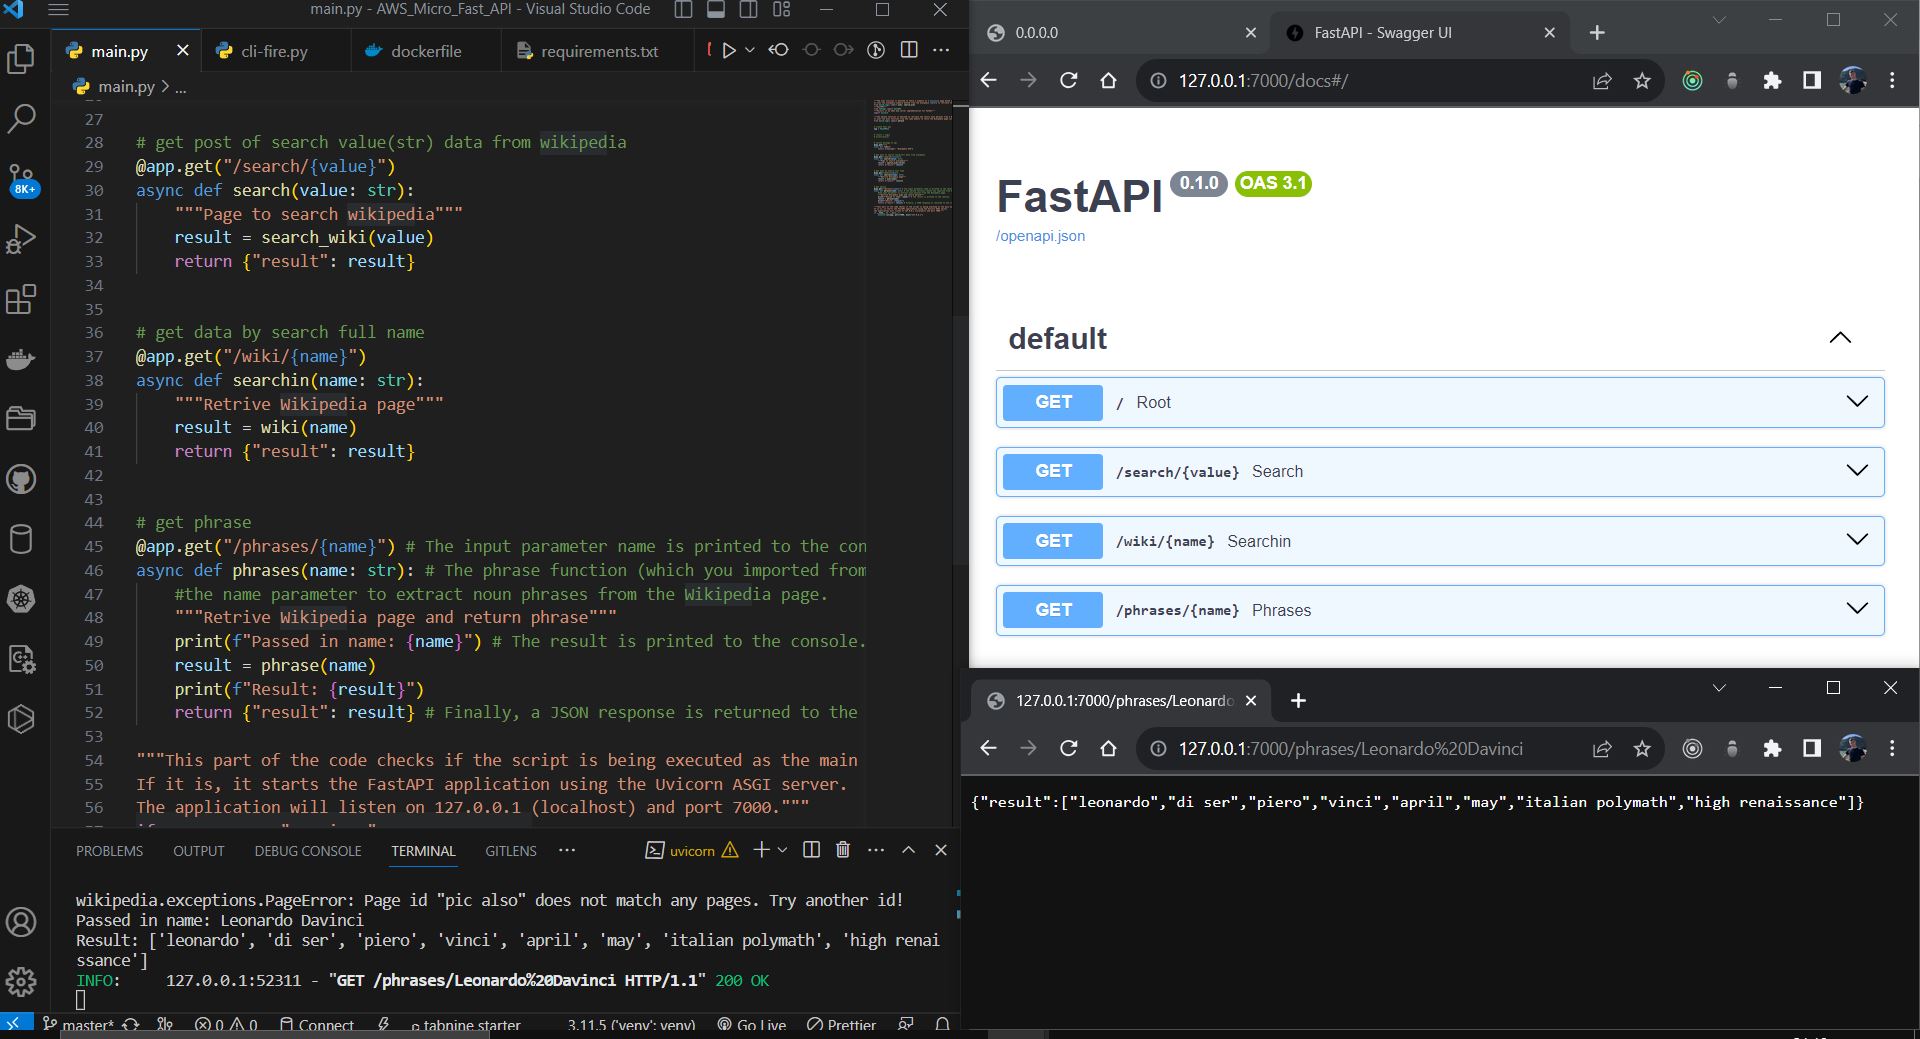 main.py - AWS_Micro_Fast_API - Visual Studio Code
main.py
cli-fire.py
dockerfile
requirements.txt
main.py > ...
8K+
27
28 # get post of search value(str) data from wikipedia
29 @app.get("/search/{value}")
30 async def search(value: str):
31 """Page to search wikipedia"""
32 result = search_wiki(value)
33 return {"result": result}
34
35
36 # get data by search full name
37 @app.get("/wiki/{name}")
38 async def searchin(name: str):
39 """Retrive Wikipedia page"""
40 result = wiki(name)
41 return {"result": result}
42
43
44 # get phrase
45 @app.get("/phrases/{name}") # The input parameter name is printed to the con
46 async def phrases(name: str): # The phrase function (which you imported from
47 #the name parameter to extract noun phrases from the Wikipedia page.
48 """Retrive Wikipedia page and return phrase"""
49 print(f"Passed in name: {name}") # The result is printed to the console.
50 result = phrase(name)
51 print(f"Result: {result}")
52 return {"result": result} # Finally, a JSON response is returned to the
53
54 """This part of the code checks if the script is being executed as the main
55 If it is, it starts the FastAPI application using the Uvicorn ASGI server.
56 The application will listen on 127.0.0.1 (localhost) and port 7000."""
PROBLEMS OUTPUT DEBUG CONSOLE TERMINAL GITLENS ...
uvicorn
wikipedia.exceptions.PageError: Page id "pic also" does not match any pages. Try another id!
Passed in name: Leonardo Davinci
Result: ['leonardo', 'di ser', 'piero', 'vinci', 'april', 'may', 'italian polymath', 'high renai
ssance']
INFO: 127.0.0.1:52311 - "GET /phrases/Leonardo%20Davinci HTTP/1.1" 200 OK
master* 0 0 Connect tabnine starter 3.11.5 ('venv': venv) Go Live Prettier
0.0.0.0
FastAPI - Swagger UI
127.0.0.1:7000/docs#/
FastAPI 0.1.0 OAS 3.1
/openapi.json
default
GET / Root
GET /search/{value} Search
GET /wiki/{name} Searchin
GET /phrases/{name} Phrases
127.0.0.1:7000/phrases/Leonardo
127.0.0.1:7000/phrases/Leonardo%20Davinci
{"result":["leonardo","di ser","piero","vinci","april","may","italian polymath","high renaissance"]}